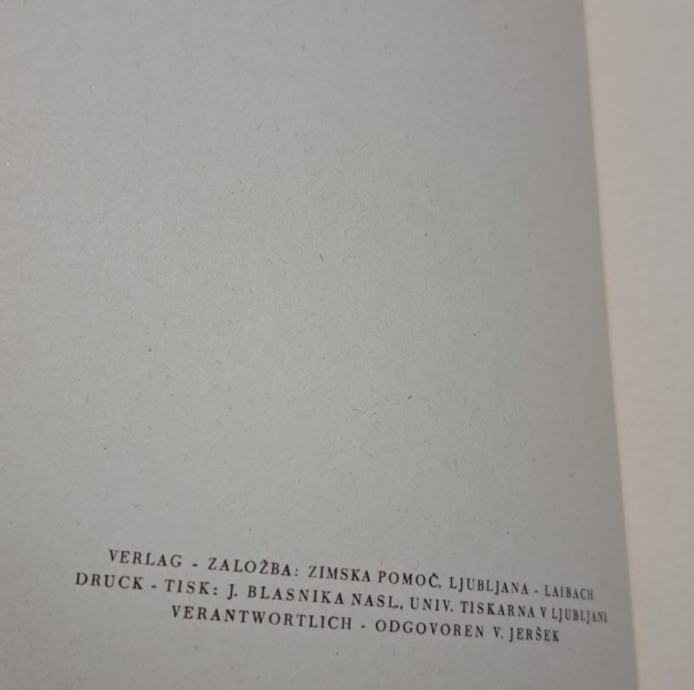 VERLAG - ZALOŽBA: ZIMSKA POMOČ, LJUBLJANA - LAIBACH
DRUCK - TISK: J. BLASNIKA NASL., UNIV. TISKARNA V LJUBLJANI
VERANTWORTLICH - ODGOVOREN V. JERŠEK